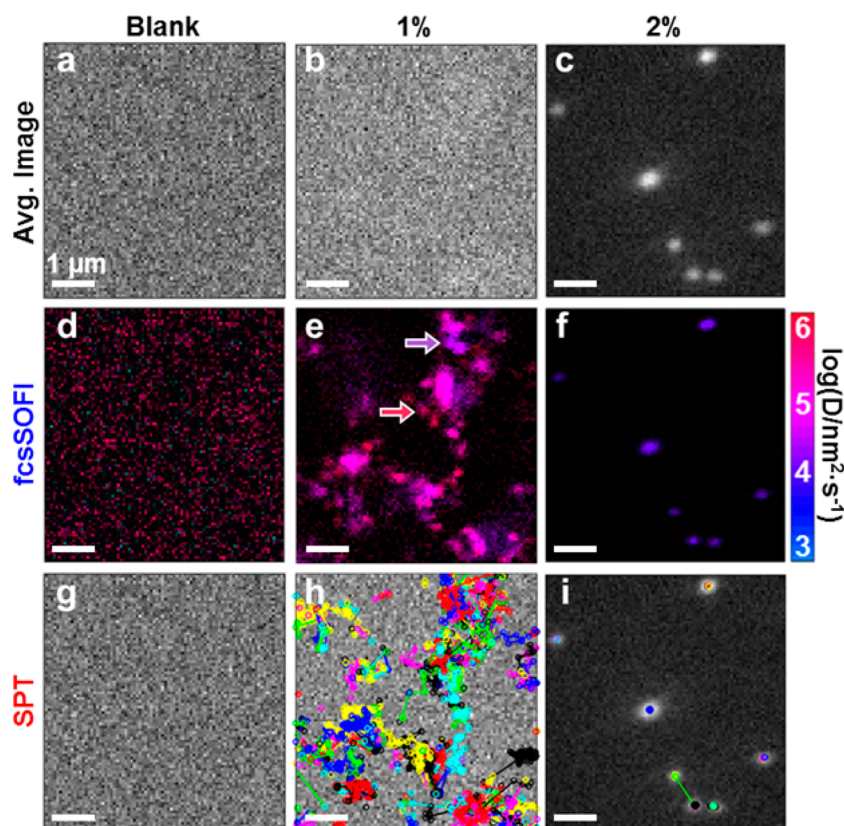 Blank 1% 2%
Avg. Image
a b c
1 μm
fcsSOFI
d e f
6
5
4
3
log(D/nm²·s⁻¹)
SPT
g h i